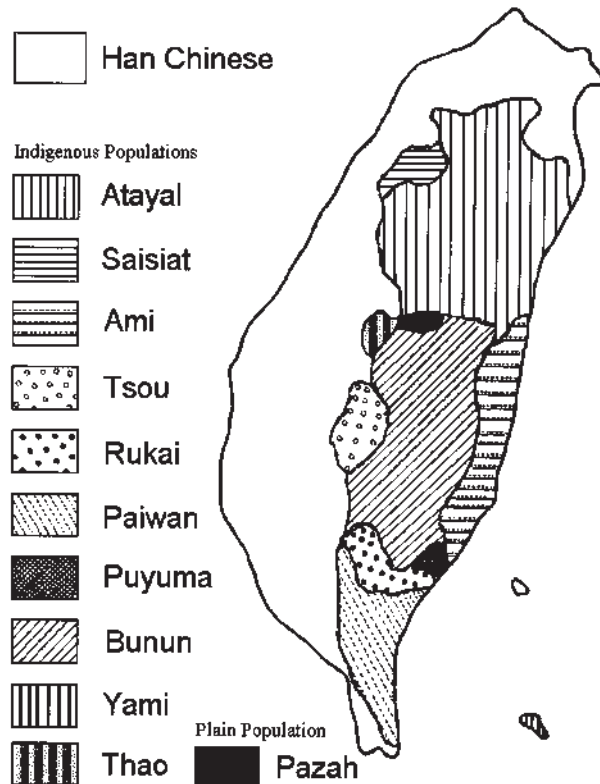 Han Chinese
Indigenous Populations
Atayal
Saisiat
Ami
Tsou
Rukai
Paiwan
Puyuma
Bunun
Yami
Thao
Plain Population
Pazah